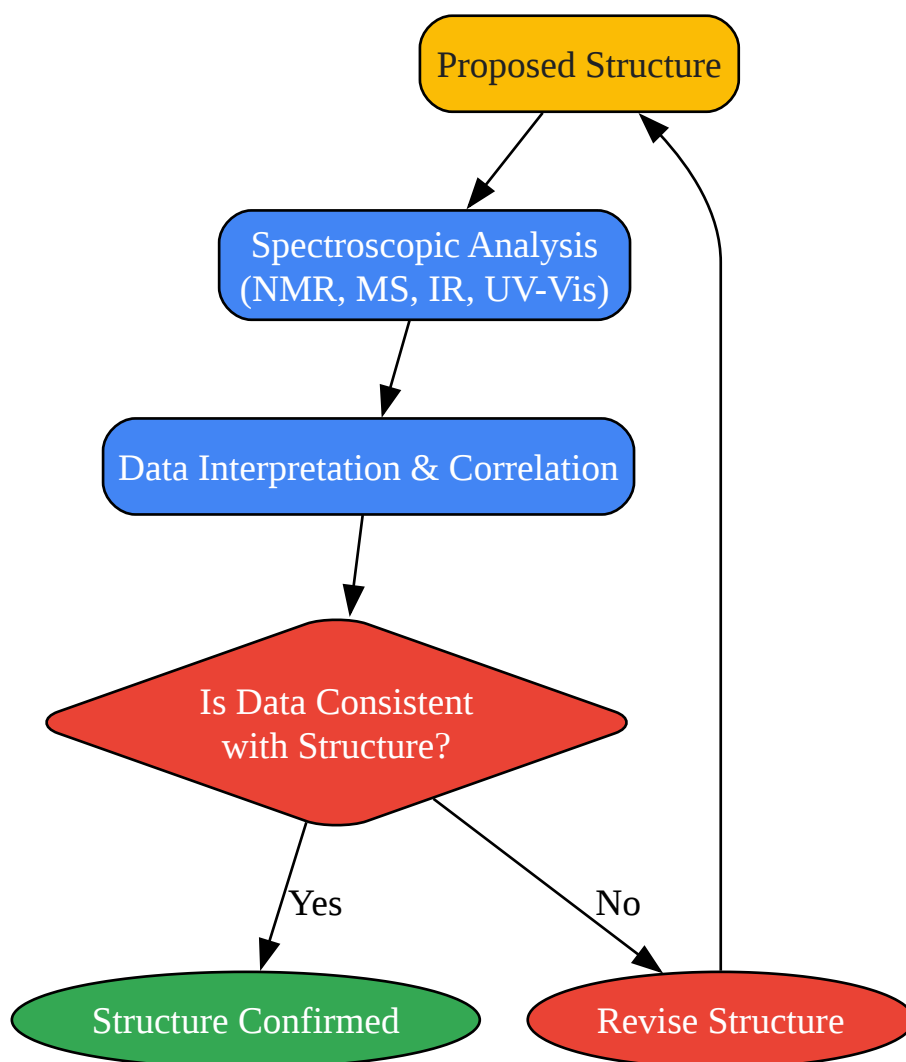 Proposed Structure
Spectroscopic Analysis
(NMR, MS, IR, UV-Vis)
Data Interpretation & Correlation
Is Data Consistent
with Structure?
Yes
No
Structure Confirmed
Revise Structure